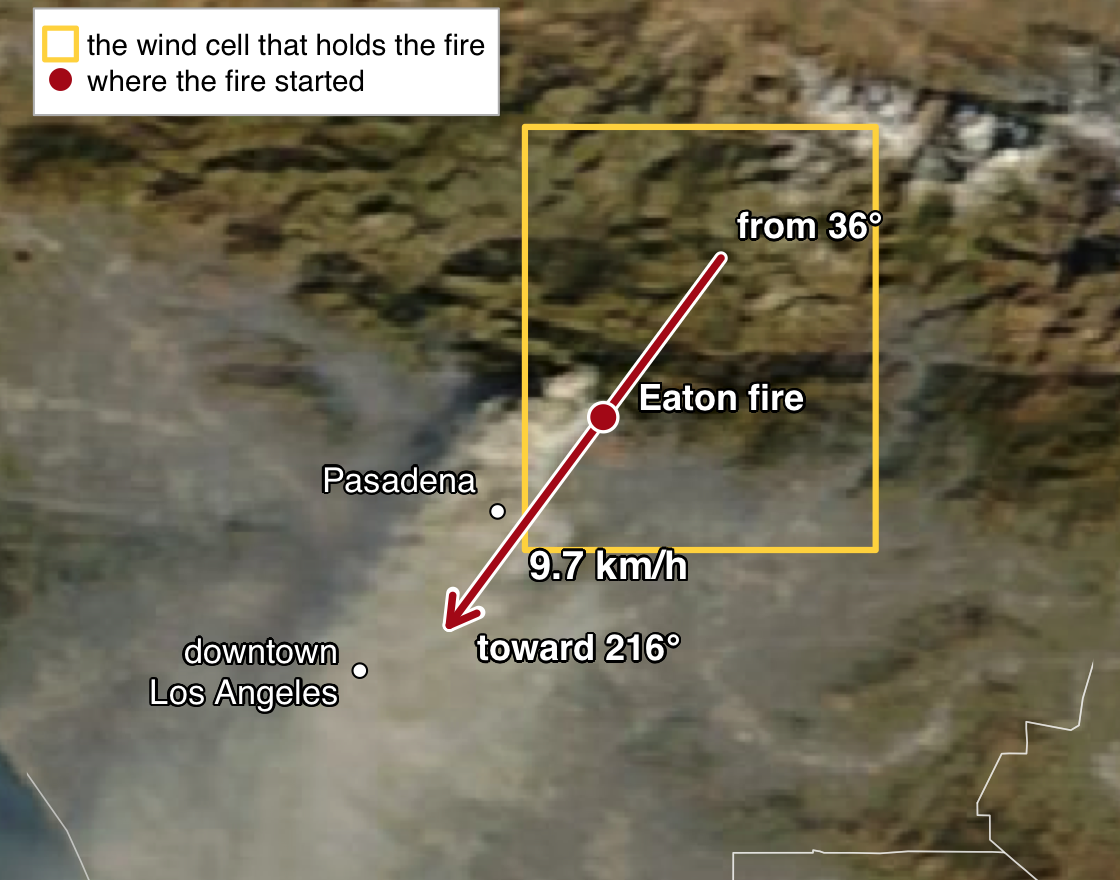 the wind cell that holds the fire
where the fire started
from 36°
Eaton fire
Pasadena
9.7 km/h
toward 216°
downtown
Los Angeles